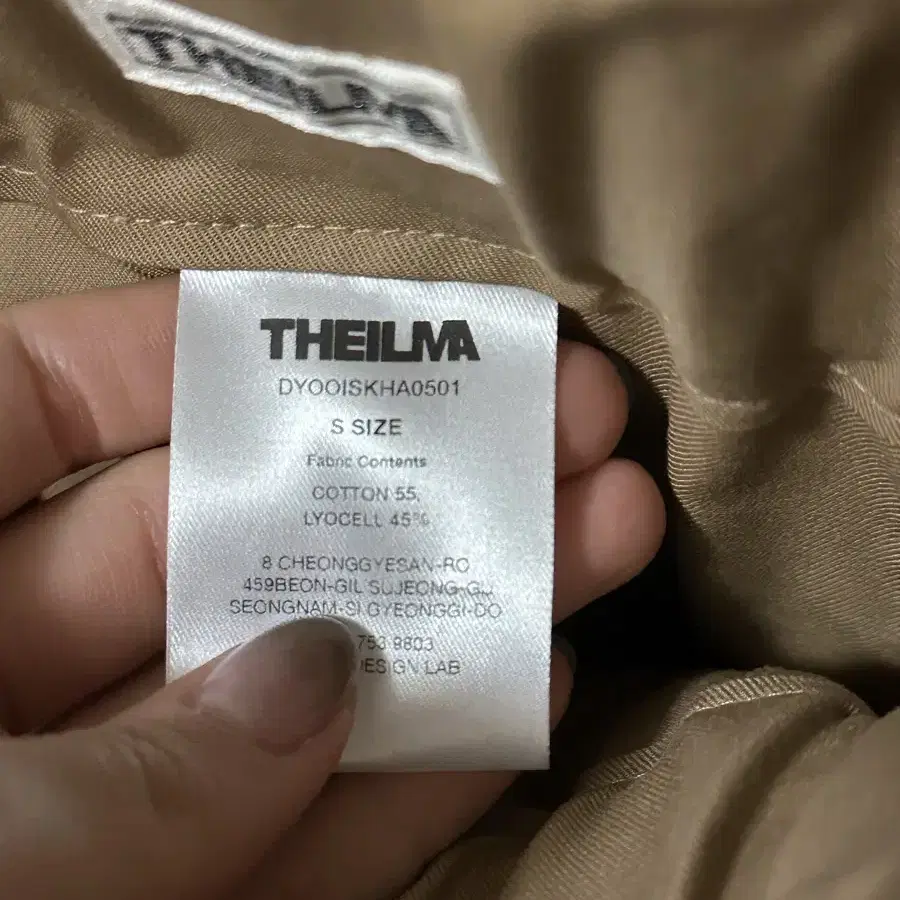 THEILMA
THEILMA
DYOOISKHA0501
S SIZE
Fabric Contents
COTTON 55,
LYOCELL 45%
8 CHEONGGYESAN-RO
459BEON-GIL SUJEONG-GU
SEONGNAM-SI GYEONGGI-DO
753 9803
DESIGN LAB